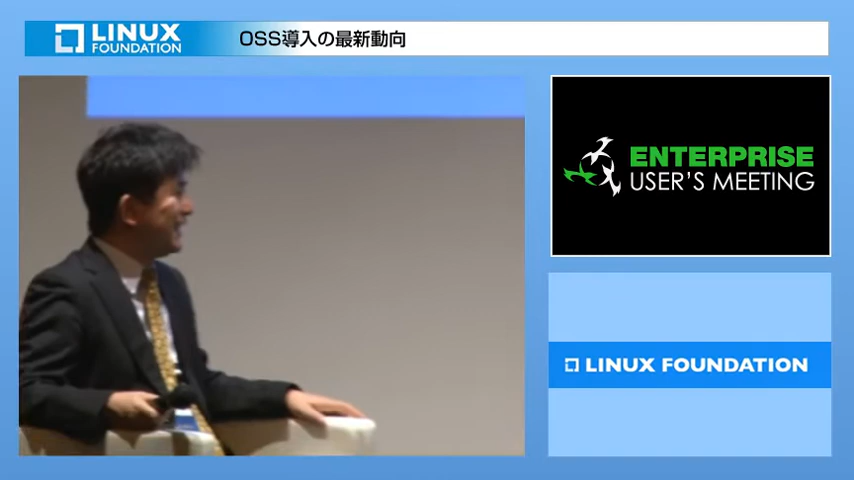 LINUX
FOUNDATION
OSS導入の最新動向
ENTERPRISE
USER'S MEETING
LINUX FOUNDATION